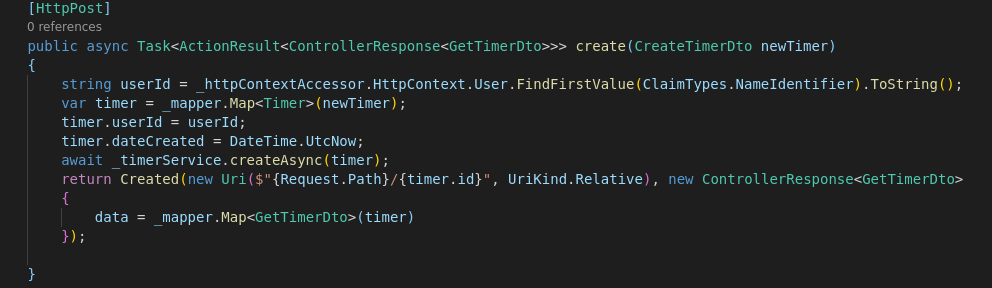 [HttpPost]
0 references
public async Task<ActionResult<ControllerResponse<GetTimerDto>>> create(CreateTimerDto newTimer)
{
string userId = _httpContextAccessor.HttpContext.User.FindFirstValue(ClaimTypes.NameIdentifier).ToString();
var timer = _mapper.Map<Timer>(newTimer);
timer.userId = userId;
timer.dateCreated = DateTime.UtcNow;
await _timerService.createAsync(timer);
return Created(new Uri($"{Request.Path}/{timer.id}", UriKind.Relative), new ControllerResponse<GetTimerDto>
{
data = _mapper.Map<GetTimerDto>(timer)
});
}